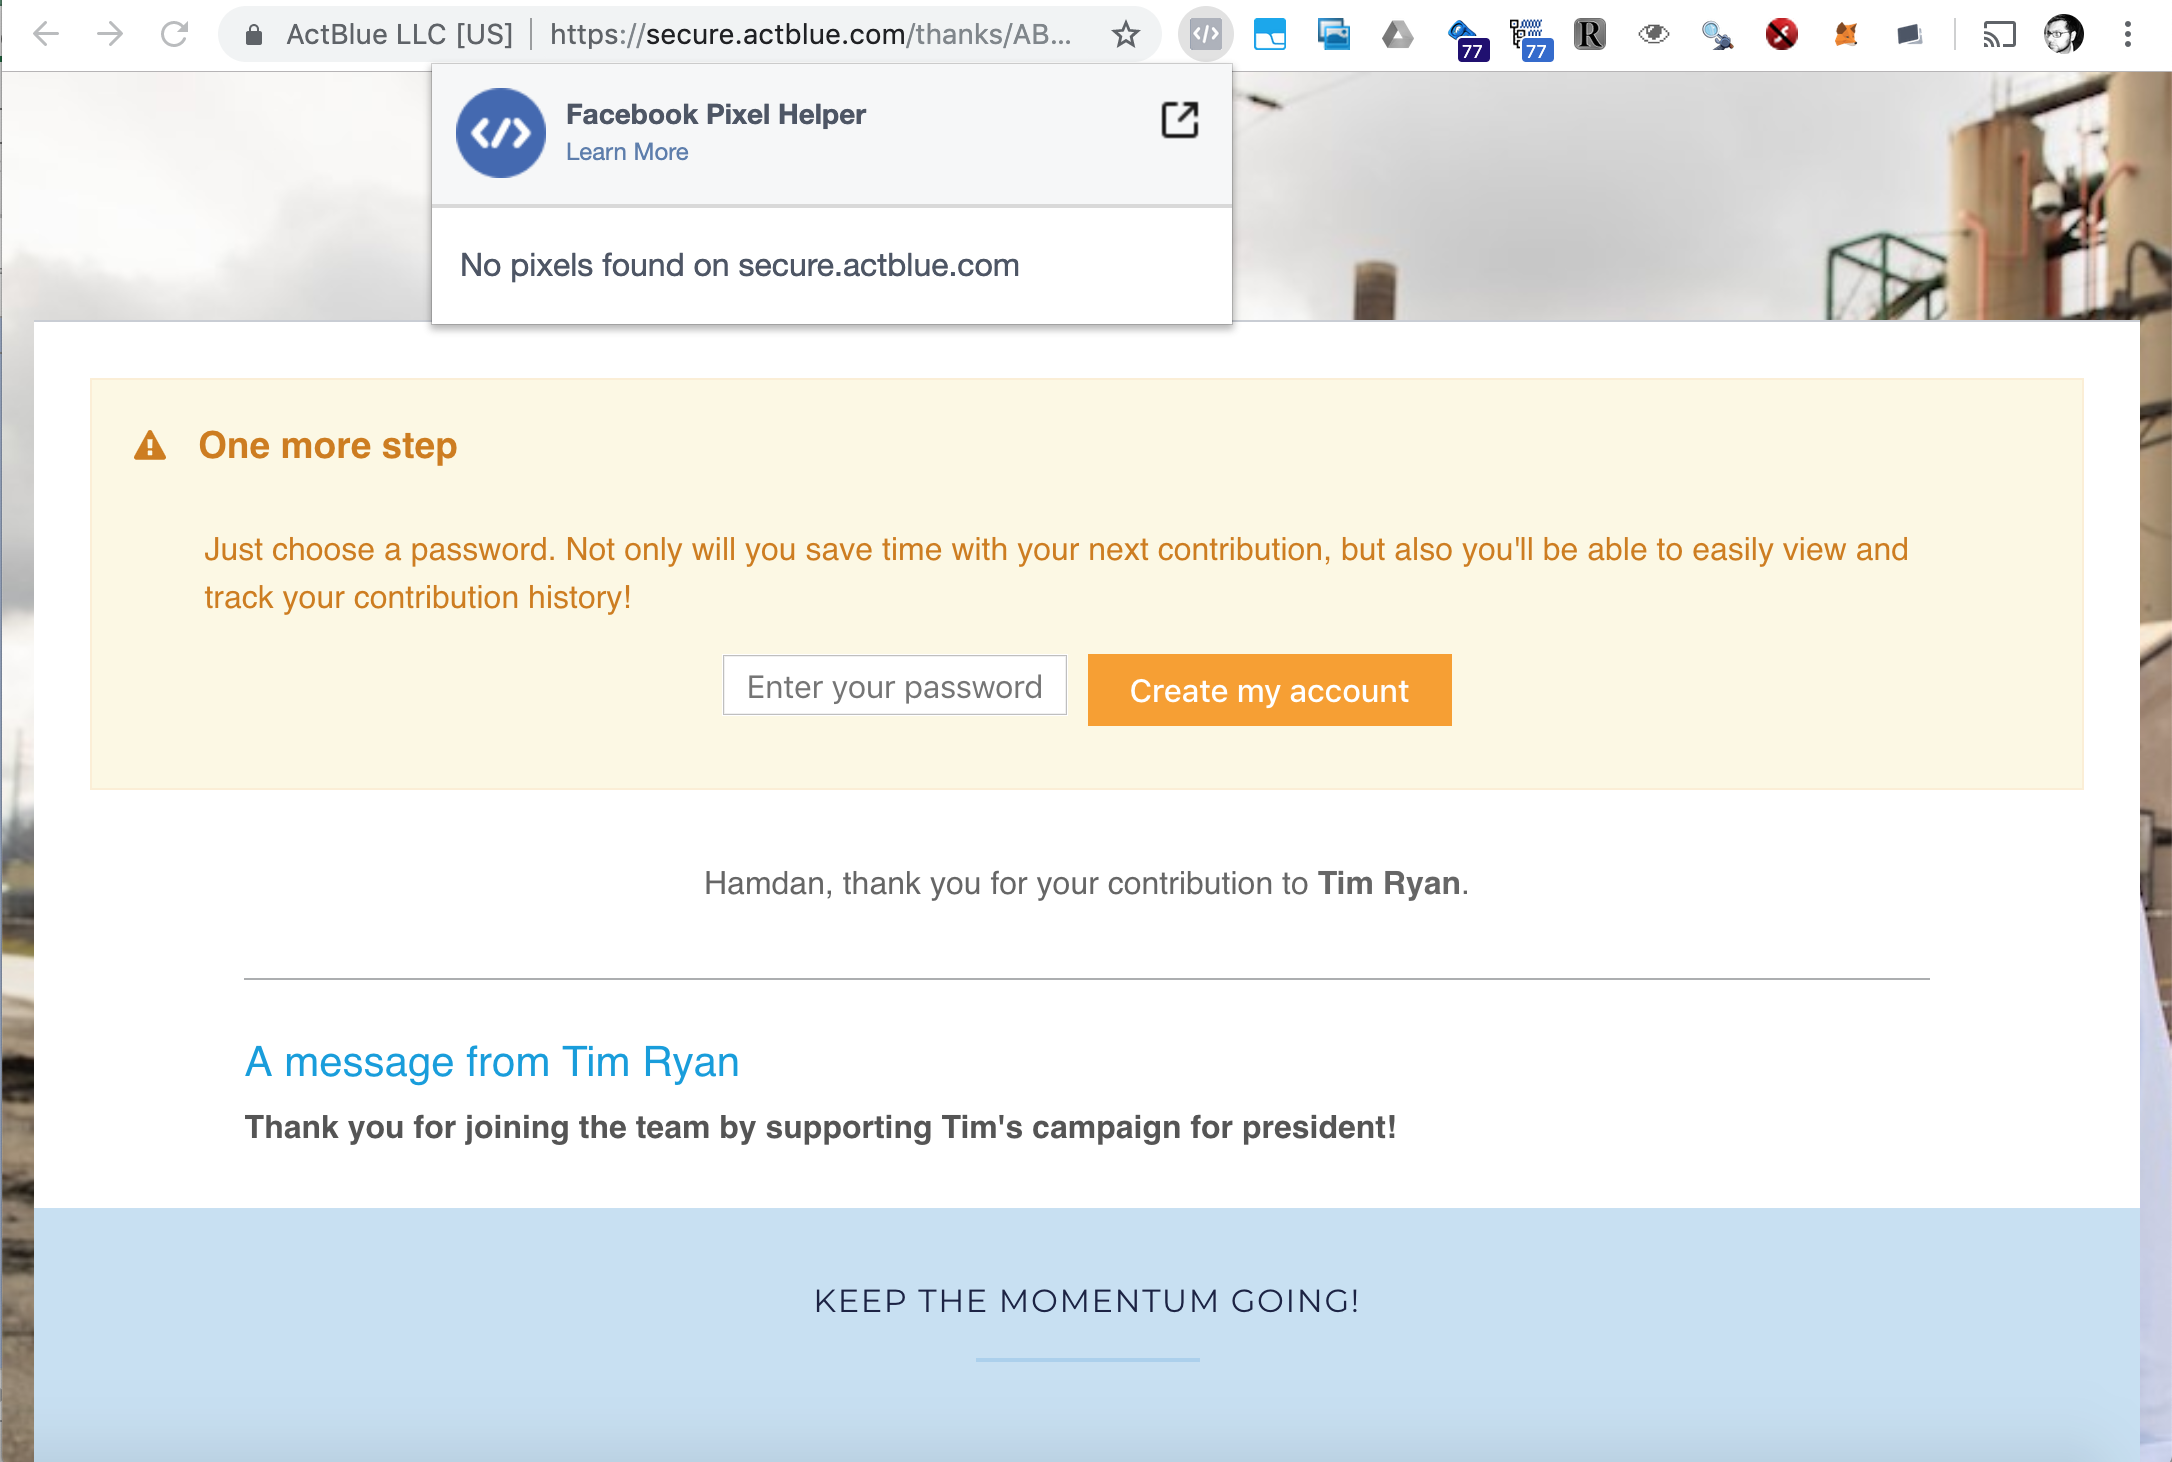 ActBlue LLC [US] | https://secure.actblue.com/thanks/AB...
77
77
R
Facebook Pixel Helper
Learn More
No pixels found on secure.actblue.com
One more step
Just choose a password. Not only will you save time with your next contribution, but also you'll be able to easily view and
track your contribution history!
Enter your password
Create my account
Hamdan, thank you for your contribution to Tim Ryan.
A message from Tim Ryan
Thank you for joining the team by supporting Tim's campaign for president!
KEEP THE MOMENTUM GOING!